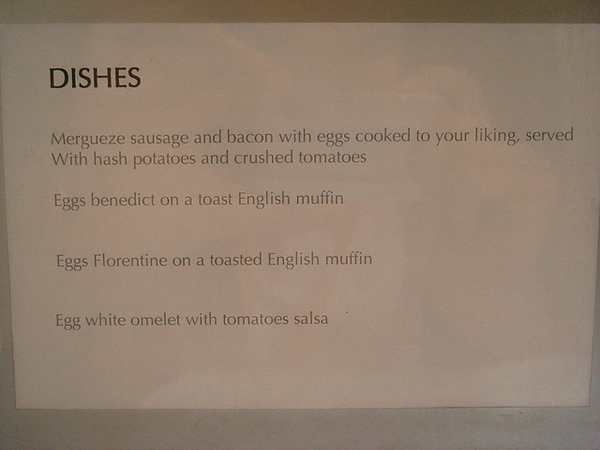 DISHES
Mergueze sausage and bacon with eggs cooked to your liking, served
With hash potatoes and crushed tomatoes
Eggs benedict on a toast English muffin
Eggs Florentine on a toasted English muffin
Egg white omelet with tomatoes salsa